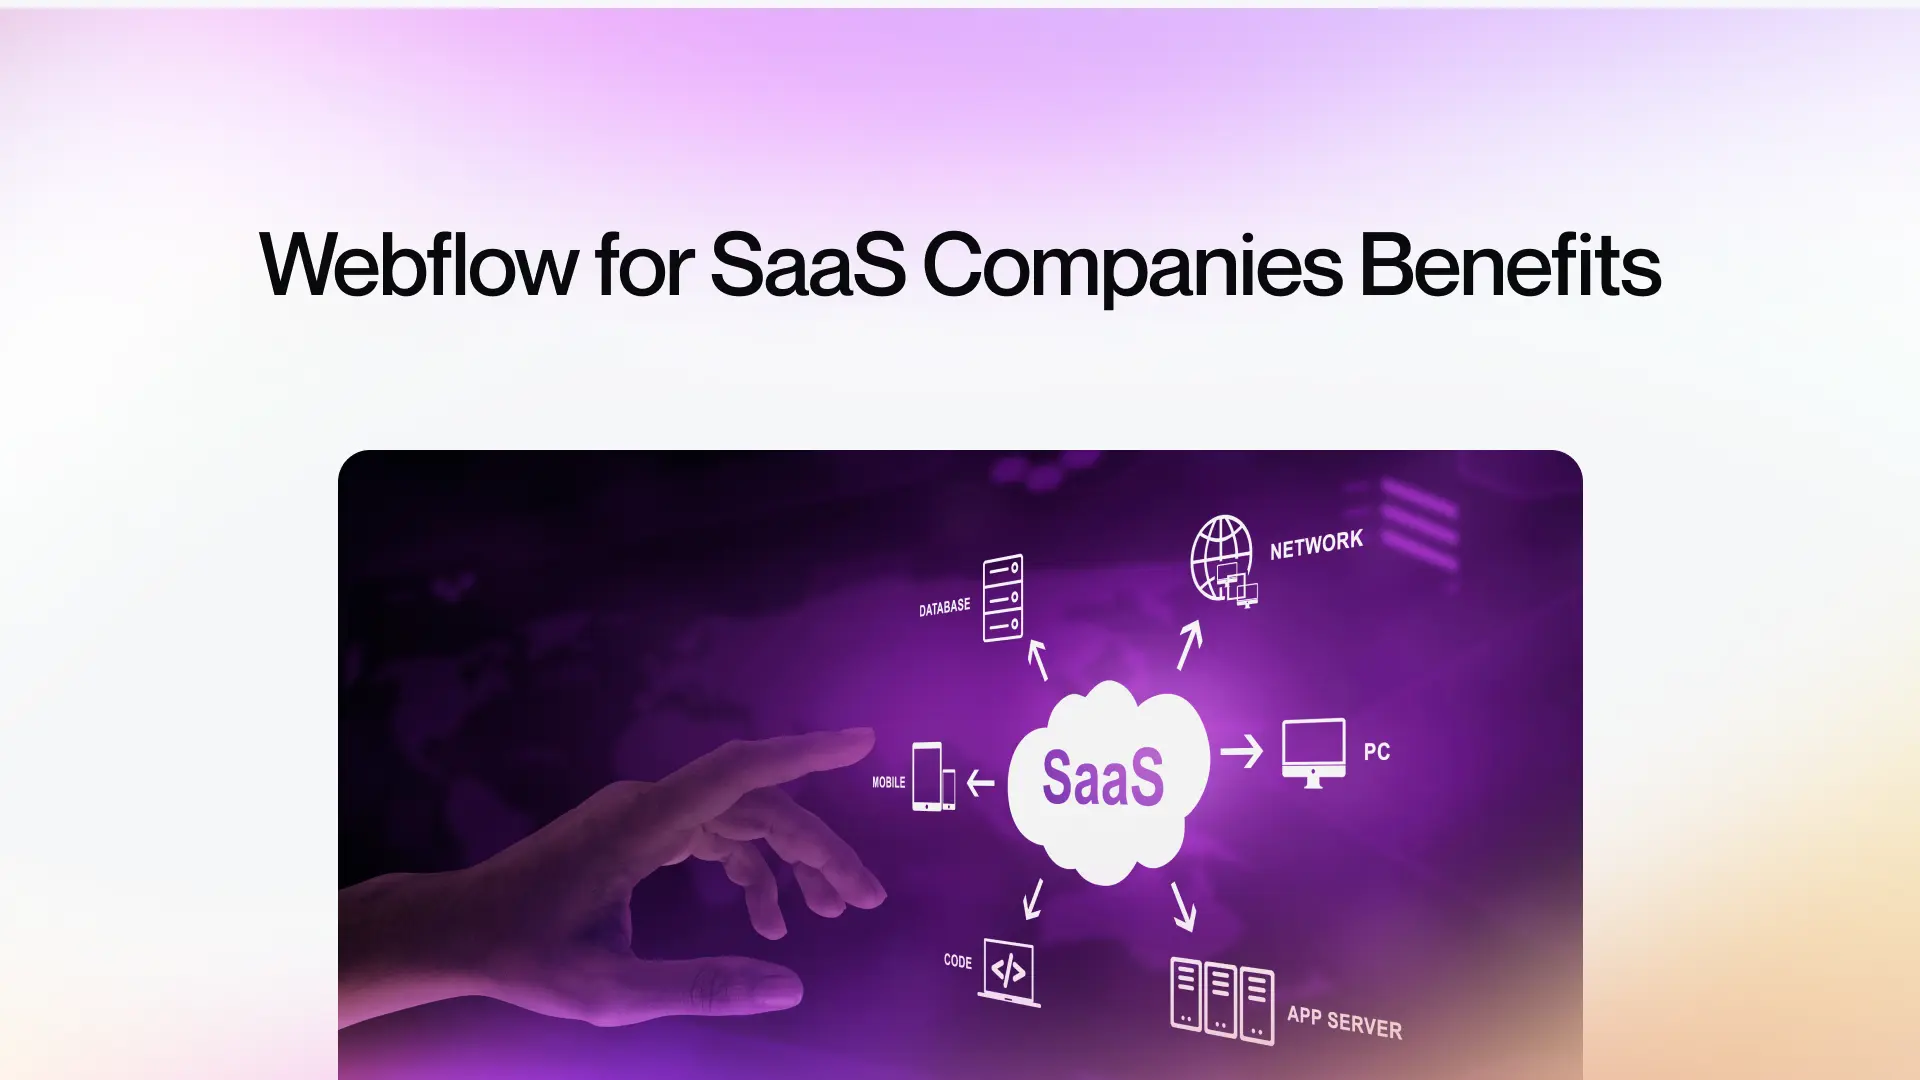 Webflow for SaaS Companies Benefits
NETWORK
DATABASE
PC
SaaS
MOBILE
CODE
APP SERVER